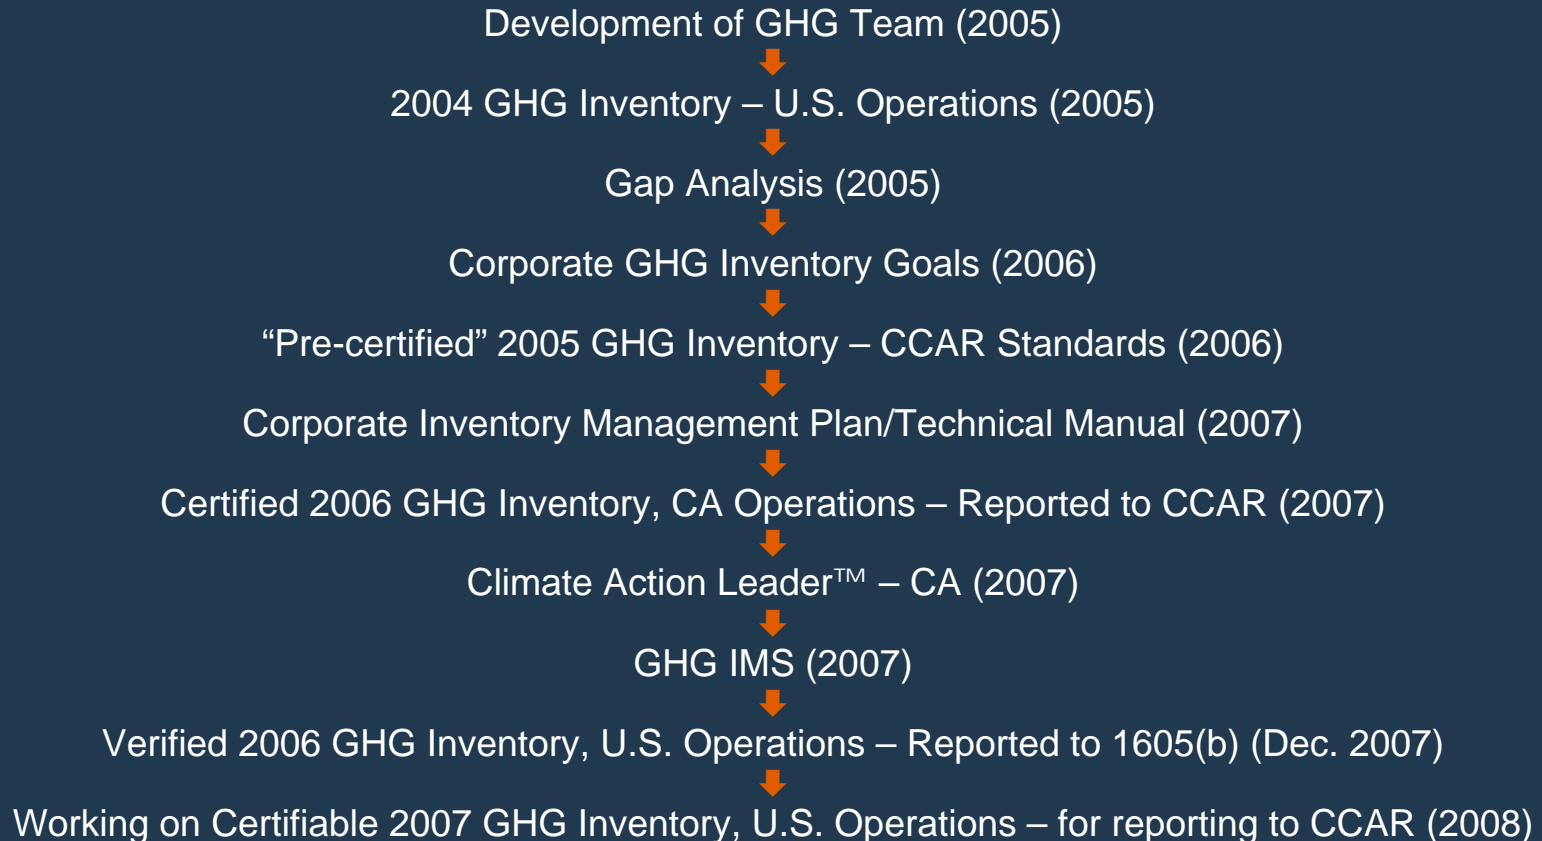 Development of GHG Team (2005)
2004 GHG Inventory – U.S. Operations (2005)
Gap Analysis (2005)
Corporate GHG Inventory Goals (2006)
“Pre-certified” 2005 GHG Inventory – CCAR Standards (2006)
Corporate Inventory Management Plan/Technical Manual (2007)
Certified 2006 GHG Inventory, CA Operations – Reported to CCAR (2007)
Climate Action Leader™ – CA (2007)
GHG IMS (2007)
Verified 2006 GHG Inventory, U.S. Operations – Reported to 1605(b) (Dec. 2007)
Working on Certifiable 2007 GHG Inventory, U.S. Operations – for reporting to CCAR (2008)